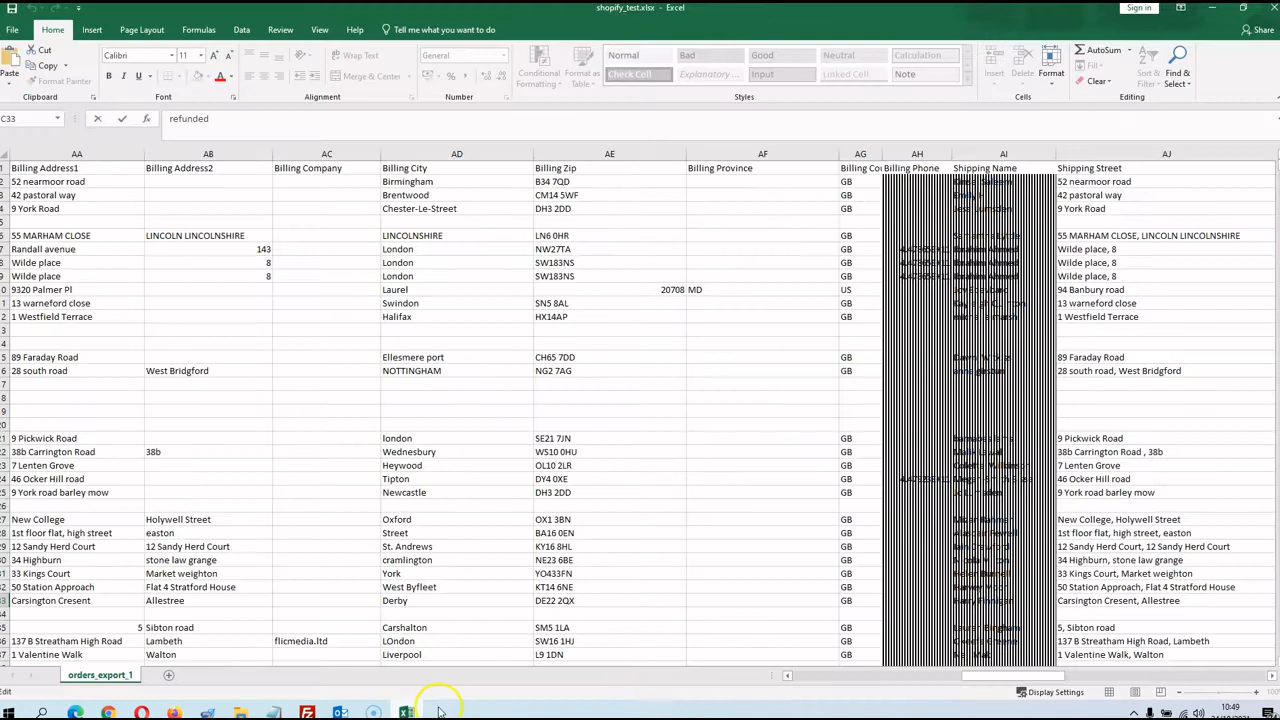 shopify_test.xlsx - Excel
Sign in
File Home Insert Page Layout Formulas Data Review View Help Tell me what you want to do Share
Cut
Copy
Format Painter
Paste
Calibri 11
Wrap Text
Merge & Center
General
Conditional Formatting
Format as Table
Normal Bad Good Neutral Calculation
Check Cell Explanatory ... Input Linked Cell Note
Insert Delete Format
AutoSum
Fill
Clear
Sort & Filter
Find & Select
Clipboard Font Alignment Number Styles Cells Editing
C33 refunded
AA AB AC AD AE AF AG AH AI AJ
Billing Address1 Billing Address2 Billing Company Billing City Billing Zip Billing Province Billing Cou Billing Phone Shipping Name Shipping Street
52 nearmoor road Birmingham B34 7QD GB 52 nearmoor road
42 pastoral way Brentwood CM14 5WF GB 42 pastoral way
9 York Road Chester-Le-Street DH3 2DD GB 9 York Road
55 MARHAM CLOSE LINCOLN LINCOLNSHIRE LINCOLNSHIRE LN6 0HR GB 55 MARHAM CLOSE, LINCOLN LINCOLNSHIRE
Randall avenue 143 London NW27TA GB Wilde place, 8
Wilde place 8 London SW183NS GB Wilde place, 8
Wilde place 8 London SW183NS GB Wilde place, 8
9320 Palmer Pl Laurel 20708 MD US 94 Banbury road
13 warneford close Swindon SN5 8AL GB 13 warneford close
1 Westfield Terrace Halifax HX14AP GB 1 Westfield Terrace
89 Faraday Road Ellesmere port CH65 7DD GB 89 Faraday Road
28 south road West Bridgford NOTTINGHAM NG2 7AG GB 28 south road, West Bridgford
9 Pickwick Road london SE21 7JN GB 9 Pickwick Road
38b Carrington Road 38b Wednesbury WS10 0HU GB 38b Carrington Road , 38b
7 Lenten Grove Heywood OL10 2LR GB 7 Lenten Grove
46 Ocker Hill road Tipton DY4 0XE GB 46 Ocker Hill road
9 York road barley mow Newcastle DH3 2DD GB 9 York road barley mow
New College Holywell Street Oxford OX1 3BN GB New College, Holywell Street
1st floor flat, high street easton Street BA16 0EN GB 1st floor flat, high street, easton
12 Sandy Herd Court 12 Sandy Herd Court St. Andrews KY16 8HL GB 12 Sandy Herd Court, 12 Sandy Herd Court
34 Highburn stone law grange cramlington NE23 6BE GB 34 Highburn, stone law grange
33 Kings Court Market weighton York YO433FN GB 33 Kings Court, Market weighton
50 Station Approach Flat 4 Stratford House West Byfleet KT14 6NE GB 50 Station Approach, Flat 4 Stratford House
Carsington Cresent Allestree Derby DE22 2QX GB Carsington Cresent, Allestree
5 Sibton road Carshalton SM5 1LA GB 5, Sibton road
137 B Streatham High Road Lambeth flicmedia.ltd LOndon SW16 1HJ GB 137 B Streatham High Road, Lambeth
1 Valentine Walk Walton Liverpool L9 1DN GB 1 Valentine Walk, Walton
orders_export_1
Edit Display Settings 100%
10:49